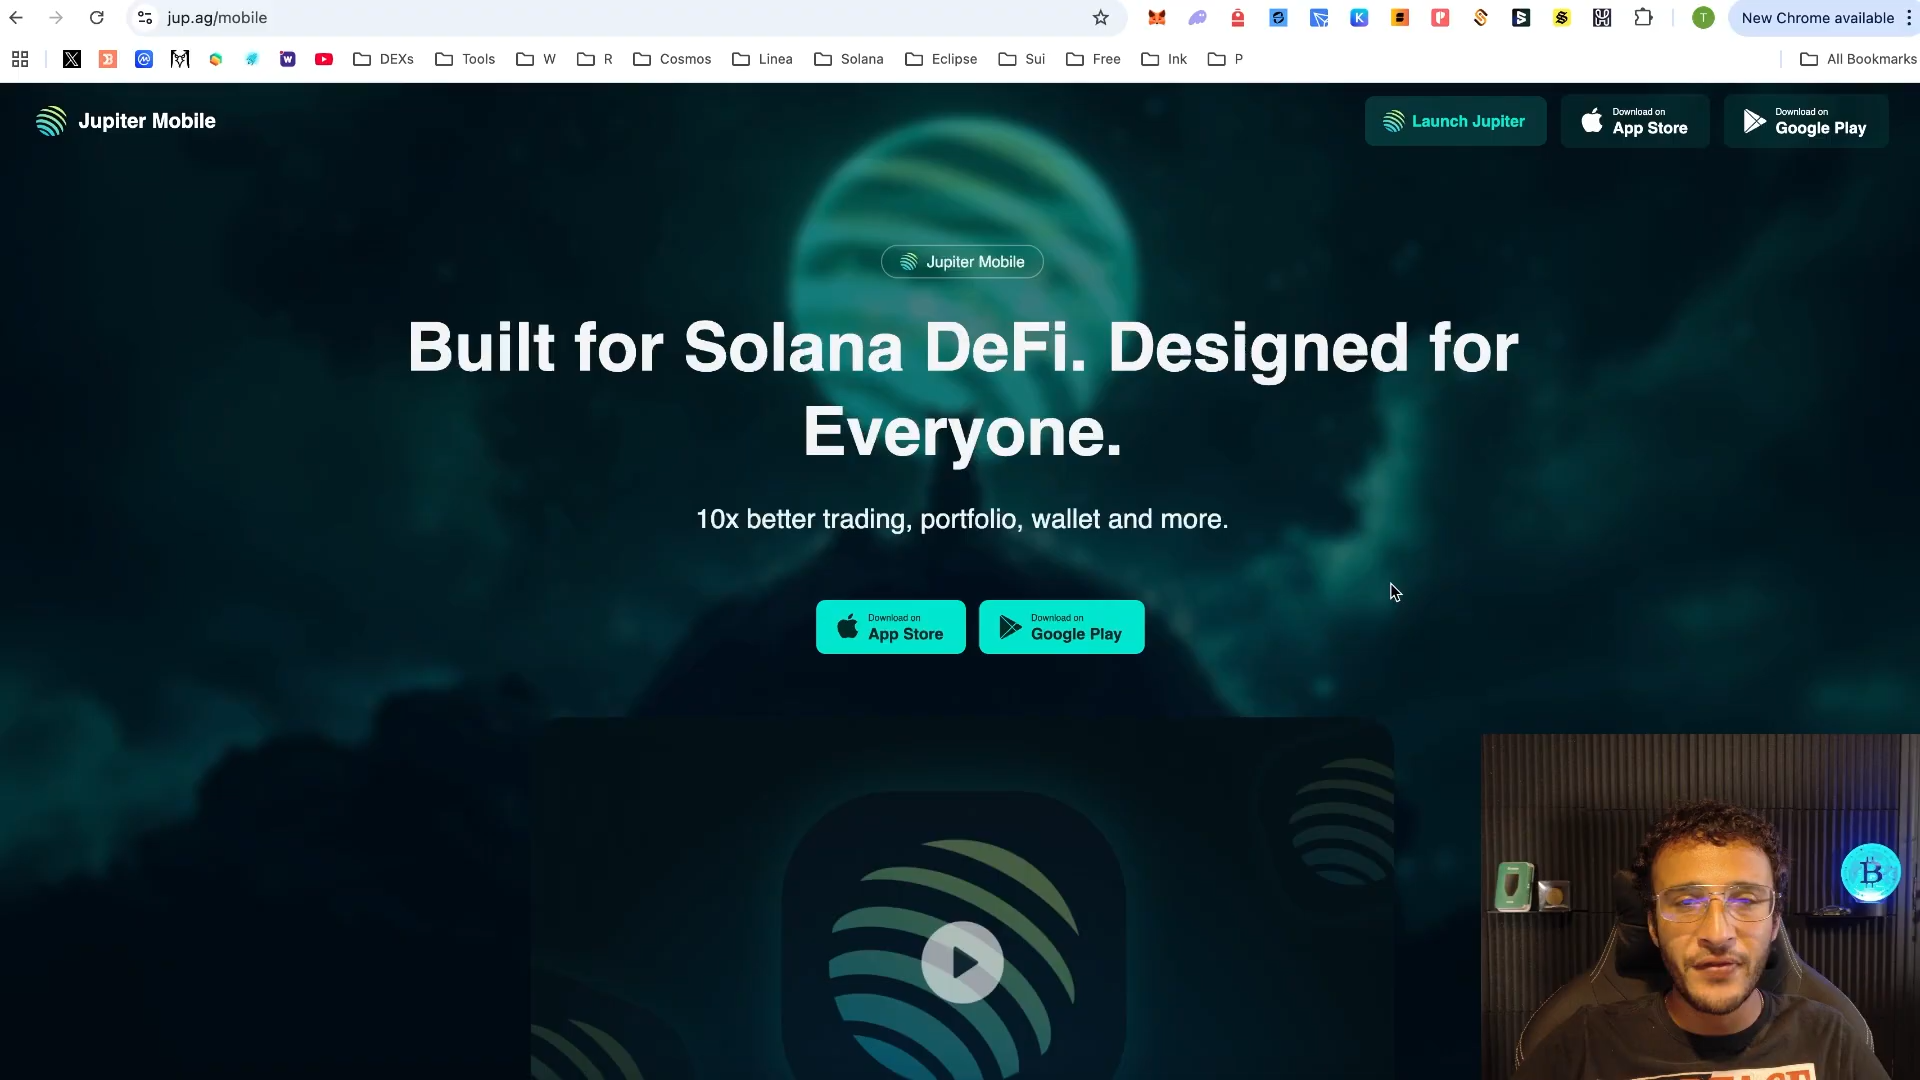 jup.ag/mobile
New Chrome available
DEXs
Tools
W
R
Cosmos
Linea
Solana
Eclipse
Sui
Free
Ink
P
All Bookmarks
Jupiter Mobile
Launch Jupiter
Download on
App Store
Download on
Google Play
Jupiter Mobile
Built for Solana DeFi. Designed for
Everyone.
10x better trading, portfolio, wallet and more.
Download on
App Store
Download on
Google Play